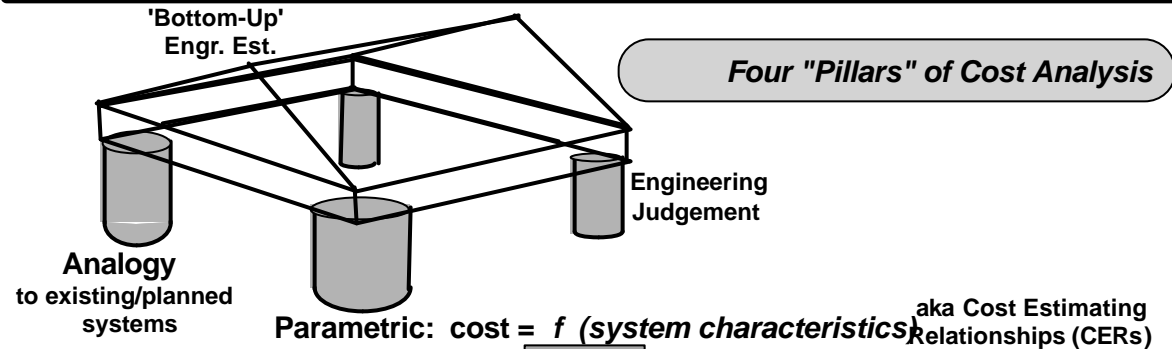 'Bottom-Up'
Engr. Est.
Four "Pillars" of Cost Analysis
Engineering
Judgement
Analogy
to existing/planned
systems
Parametric: cost = f (system characteristics)
aka Cost Estimating
Relationships (CERs)